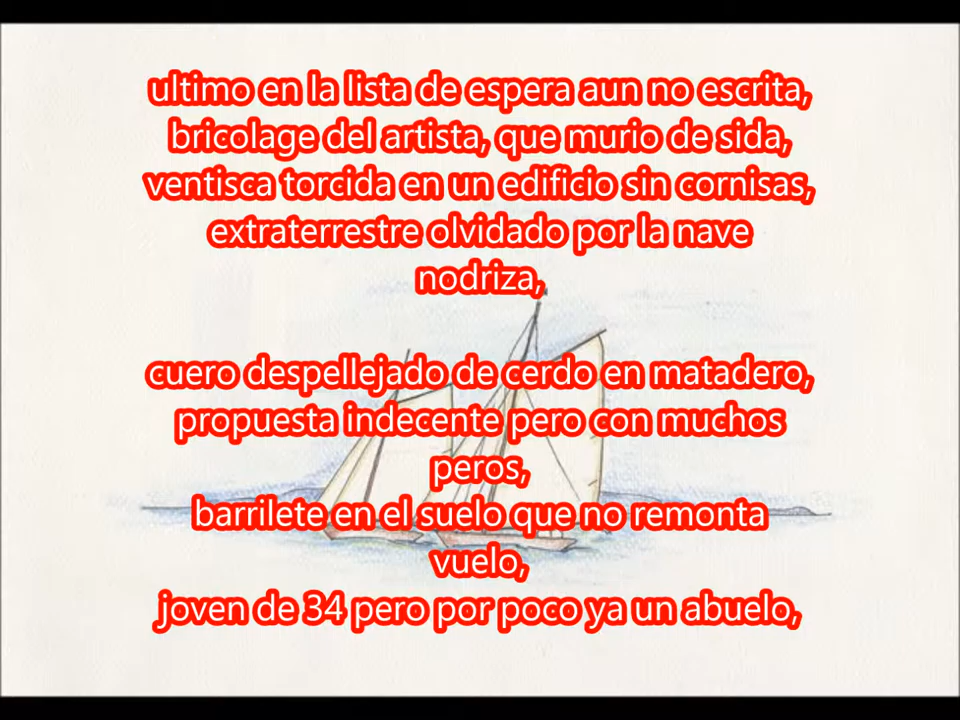 ultimo en la lista de espera aun no escrita,
bricolage del artista, que murio de sida,
ventisca torcida en un edificio sin cornisas,
extraterrestre olvidado por la nave
nodriza,
cuero despellejado de cerdo en matadero,
propuesta indecente pero con muchos
peros,
barrilete en el suelo que no remonta
vuelo,
joven de 34 pero por poco ya un abuelo,